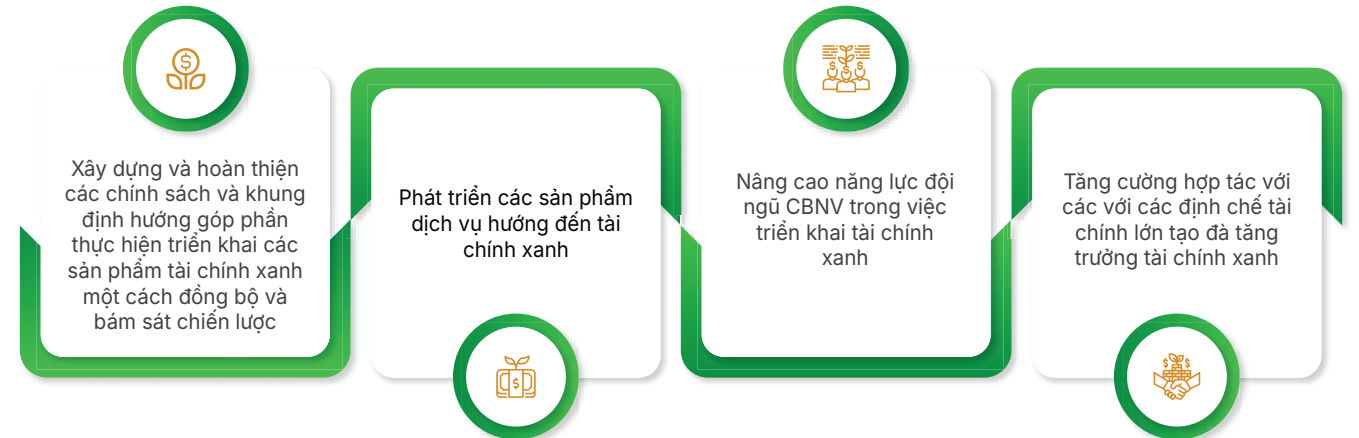 Xây dựng và hoàn thiện
các chính sách và khung
định hướng góp phần
thực hiện triển khai các
sản phẩm tài chính xanh
một cách đồng bộ và
bám sát chiến lược
Phát triển các sản phẩm
dịch vụ hướng đến tài
chính xanh
Nâng cao năng lực đội
ngũ CBNV trong việc
triển khai tài chính
xanh
Tăng cường hợp tác với
các với các định chế tài
chính lớn tạo đà tăng
trưởng tài chính xanh